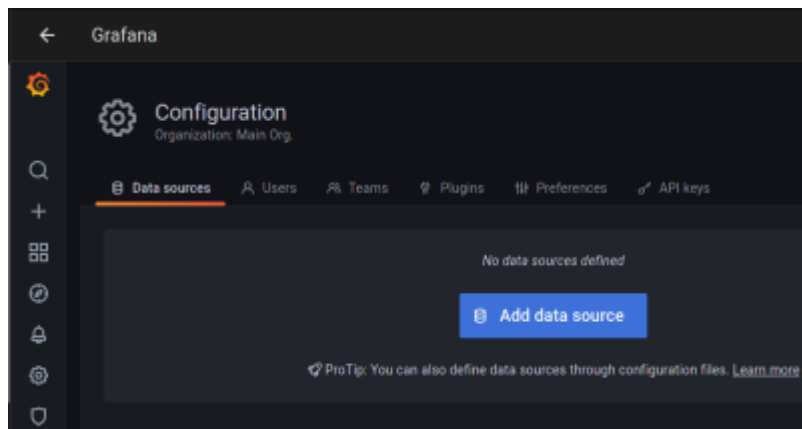 Grafana
Configuration
Organization: Main Org.
Data sources Users Teams Plugins Preferences API keys
No data sources defined
Add data source
ProTip: You can also define data sources through configuration files. Learn more